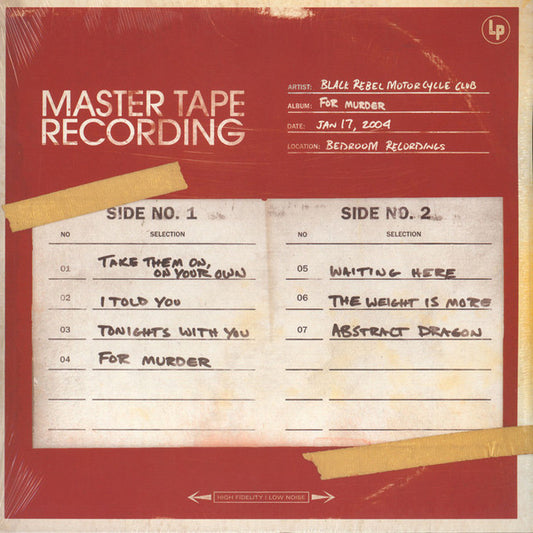 LP
MASTER TAPE
RECORDING
ARTIST: BLACK REBEL MOTORCYCLE CLUB
ALBUM: FOR MURDER
DATE: JAN 17, 2004
LOCATION: BEDROOM RECORDINGS
SIDE NO. 1
NO SELECTION
01 TAKE THEM ON,
ON YOUR OWN
02 I TOLD YOU
03 TONIGHTS WITH YOU
04 FOR MURDER
SIDE NO. 2
NO SELECTION
05 WAITING HERE
06 THE WEIGHT IS MORE
07 ABSTRACT DRAGON
HIGH FIDELITY / LOW NOISE